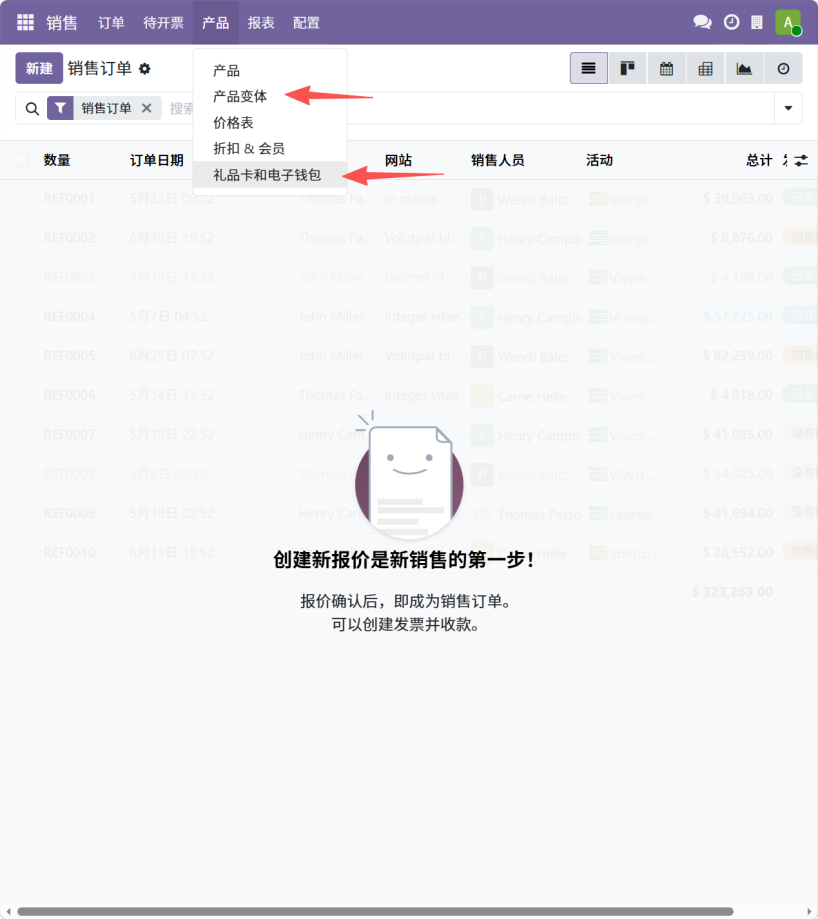 销售 订单 待开票 产品 报表 配置 A
新建 销售订单
产品
产品变体
价格表
折扣 & 会员
礼品卡和电子钱包
销售订单 搜索
数量 订单日期 网站 销售人员 活动 总计
REF0001 5月23日 09:52 Thomas Pa... In massa P Wendi Baltz Intege... $ 39,963.00
REF0002 6月10日 19:52 Thomas Pa... Volutpat bl... A Henry Campb Intege... $ 8,876.00
REF0003 5月19日 13:52 John Miller Laoreet id P Wendi Baltz Viverr... $ 4,186.00
REF0004 5月7日 04:52 John Miller Integer vitae A Henry Campb In mas... $ 57,725.00
REF0005 6月25日 07:52 John Miller Volutpat bl... P Wendi Baltz Viverr... $ 82,239.00
REF0006 5月14日 13:52 Thomas Pa... Integer vitae Carrie Helle Viverr... $ 4,018.00
REF0007 5月19日 22:52 Henry Cam A Henry Campb Viverr... $ 41,085.00 没有
REF0008 5月4日 04:52 Thomas P Wendi Baltz Viverr... $ 14,925.00 没有
REF0009 5月18日 03:52 Henry Cam Thomas Passo Laoree... $ 41,694.00 没有
REF0010 6月11日 15:52 Helle Volutp... $ 28,552.00
创建新报价是新销售的第一步！
$ 323,263.00
报价确认后，即成为销售订单。
可以创建发票并收款。